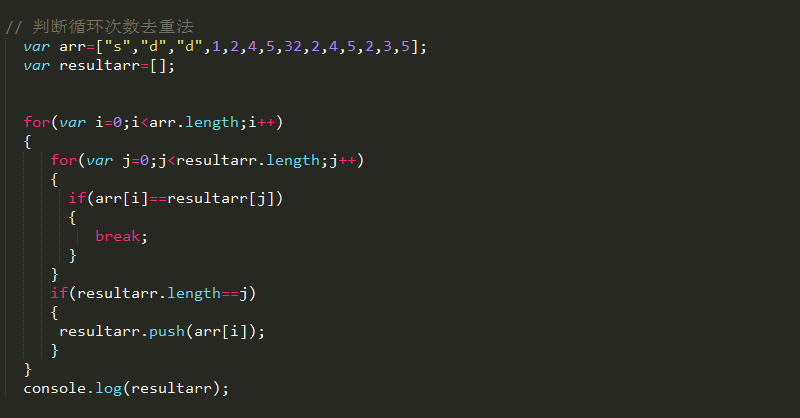 // 判断循环次数去重法
var arr=["s","d","d",1,2,4,5,32,2,4,5,2,3,5];
var resultarr=[];
for(var i=0;i<arr.length;i++)
{
for(var j=0;j<resultarr.length;j++)
{
if(arr[i]==resultarr[j])
{
break;
}
}
if(resultarr.length==j)
{
resultarr.push(arr[i]);
}
}
console.log(resultarr);